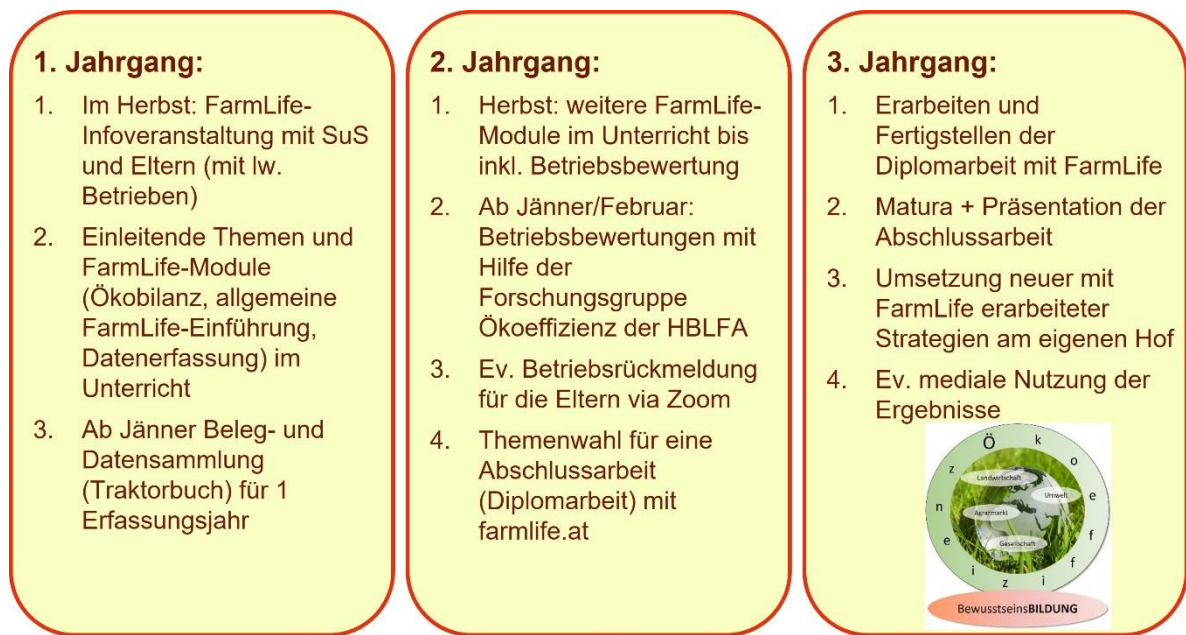 1. Jahrgang:
1. Im Herbst: FarmLife-
Infoveranstaltung mit SuS
und Eltern (mit lw.
Betrieben)
2. Einleitende Themen und
FarmLife-Module
(Ökobilanz, allgemeine
FarmLife-Einführung,
Datenerfassung) im
Unterricht
3. Ab Jänner Beleg- und
Datensammlung
(Traktorbuch) für 1
Erfassungsjahr
2. Jahrgang:
1. Herbst: weitere FarmLife-
Module im Unterricht bis
inkl. Betriebsbewertung
2. Ab Jänner/Februar:
Betriebsbewertungen mit
Hilfe der
Forschungsgruppe
Ökoeffizienz der HBLFA
3. Ev. Betriebsrückmeldung
für die Eltern via Zoom
4. Themenwahl für eine
Abschlussarbeit
(Diplomarbeit) mit
farmlife.at
3. Jahrgang:
1. Erarbeiten und
Fertigstellen der
Diplomarbeit mit FarmLife
2. Matura + Präsentation der
Abschlussarbeit
3. Umsetzung neuer mit
FarmLife erarbeiteter
Strategien am eigenen Hof
4. Ev. mediale Nutzung der
Ergebnisse
Ökoeffizienz
Landwirtschaft
Umwelt
Agrarmarkt
Gesellschaft
BewusstseinsBILDUNG